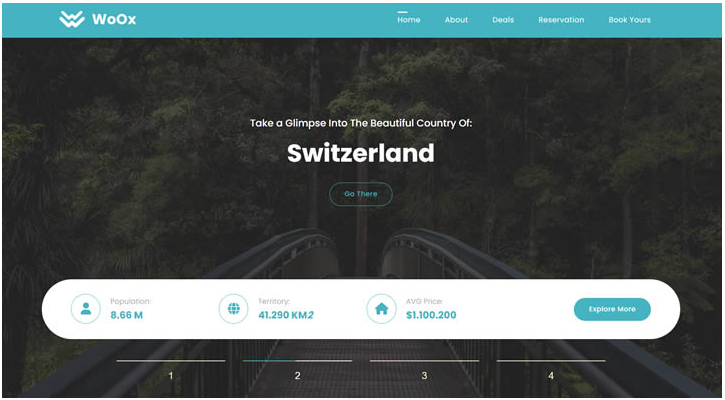 WoOx
Home About Deals Reservation Book Yours
Take a Glimpse Into The Beautiful Country Of:
Switzerland
Go There
Population:
8.66 M
Territory:
41.290 KM2
AVG Price:
$1.100.200
Explore More
1 2 3 4